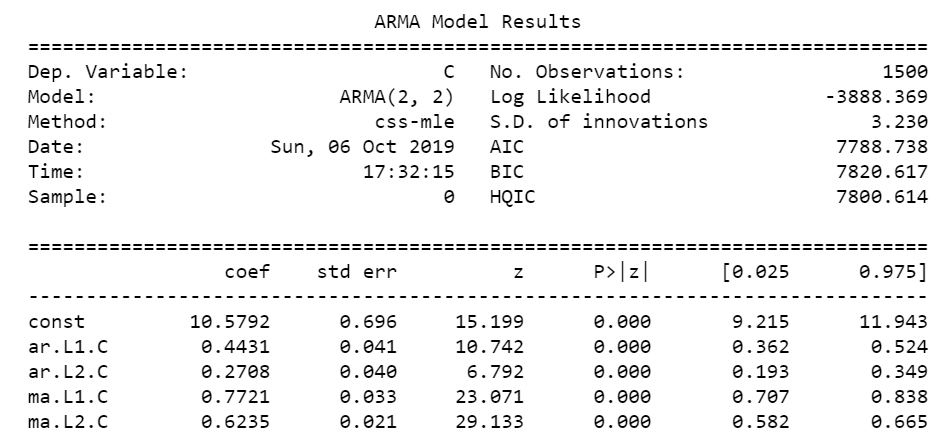 ARMA Model Results
==============================================================================
Dep. Variable:                      C   No. Observations:                 1500
Model:                     ARMA(2, 2)   Log Likelihood               -3888.369
Method:                       css-mle   S.D. of innovations              3.230
Date:                Sun, 06 Oct 2019   AIC                           7788.738
Time:                        17:32:15   BIC                           7820.617
Sample:                             0   HQIC                          7800.614
==============================================================================
                 coef    std err          z      P>|z|      [0.025      0.975]
------------------------------------------------------------------------------
const         10.5792      0.696     15.199      0.000       9.215      11.943
ar.L1.C        0.4431      0.041     10.742      0.000       0.362       0.524
ar.L2.C        0.2708      0.040      6.792      0.000       0.193       0.349
ma.L1.C        0.7721      0.033     23.071      0.000       0.707       0.838
ma.L2.C        0.6235      0.021     29.133      0.000       0.582       0.665